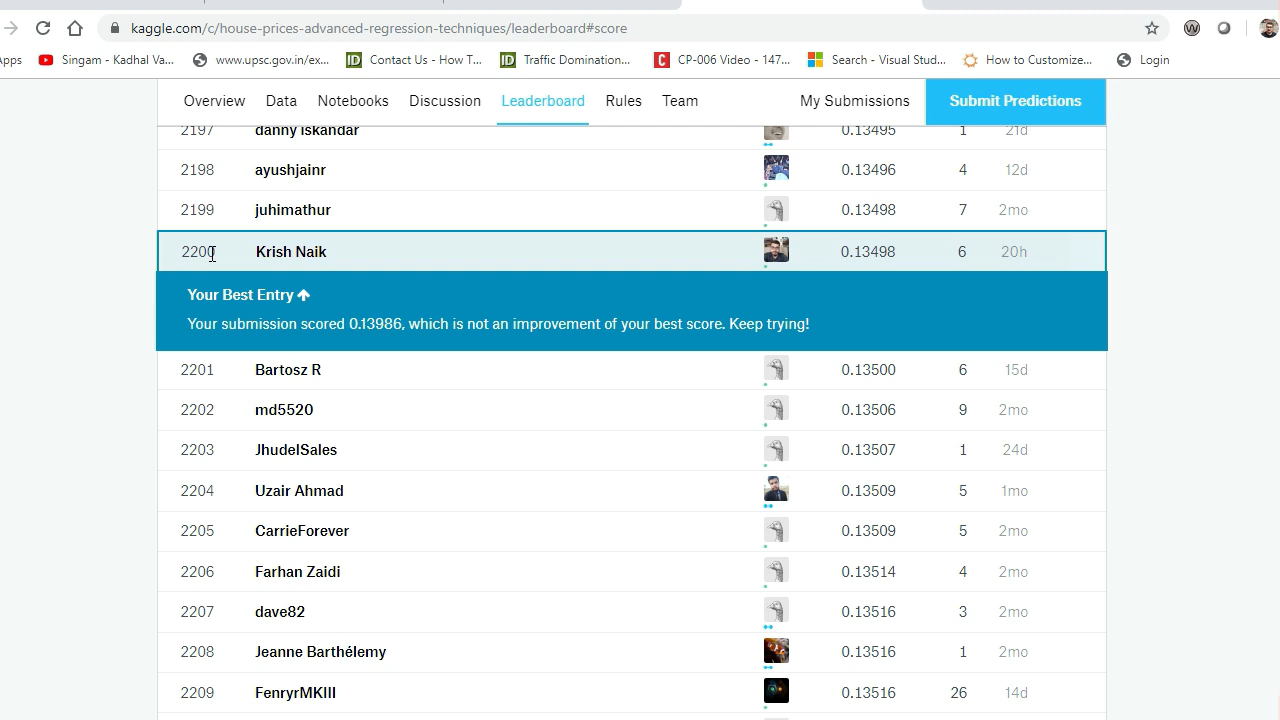 kaggle.com/c/house-prices-advanced-regression-techniques/leaderboard#score
Apps Singam - Kadhal Va... www.upsc.gov.in/ex... Contact Us - How T... Traffic Domination... CP-006 Video - 147... Search - Visual Stud... How to Customize... Login
Overview Data Notebooks Discussion Leaderboard Rules Team My Submissions Submit Predictions
2197 danny iskandar 0.13495 1 21d
2198 ayushjainr 0.13496 4 12d
2199 juhimathur 0.13498 7 2mo
2200 Krish Naik 0.13498 6 20h
Your Best Entry
Your submission scored 0.13986, which is not an improvement of your best score. Keep trying!
2201 Bartosz R 0.13500 6 15d
2202 md5520 0.13506 9 2mo
2203 JhudelSales 0.13507 1 24d
2204 Uzair Ahmad 0.13509 5 1mo
2205 CarrieForever 0.13509 5 2mo
2206 Farhan Zaidi 0.13514 4 2mo
2207 dave82 0.13516 3 2mo
2208 Jeanne Barthélemy 0.13516 1 2mo
2209 FenryrMKIII 0.13516 26 14d